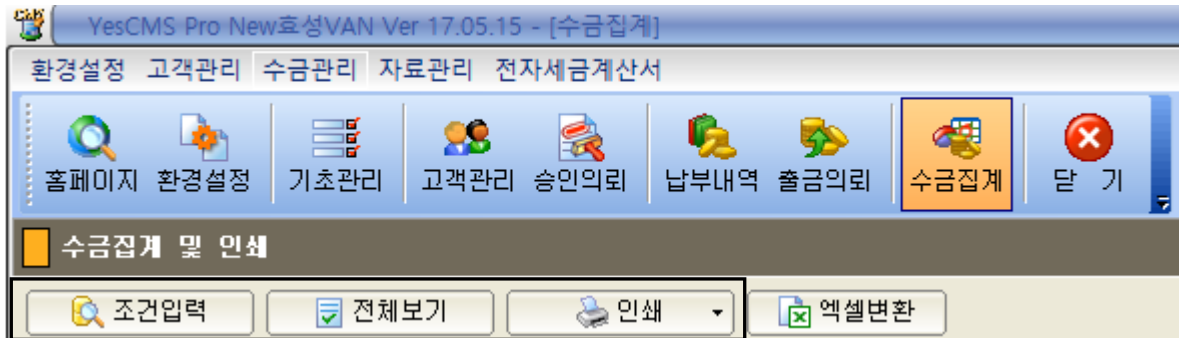 YesCMS Pro New효성VAN Ver 17.05.15 - [수금집계]
환경설정 고객관리 수금관리 자료관리 전자세금계산서
홈페이지 환경설정 기초관리 고객관리 승인의뢰 납부내역 출금의뢰 수금집계 닫 기
수금집계 및 인쇄
조건입력 전체보기 인쇄 엑셀변환